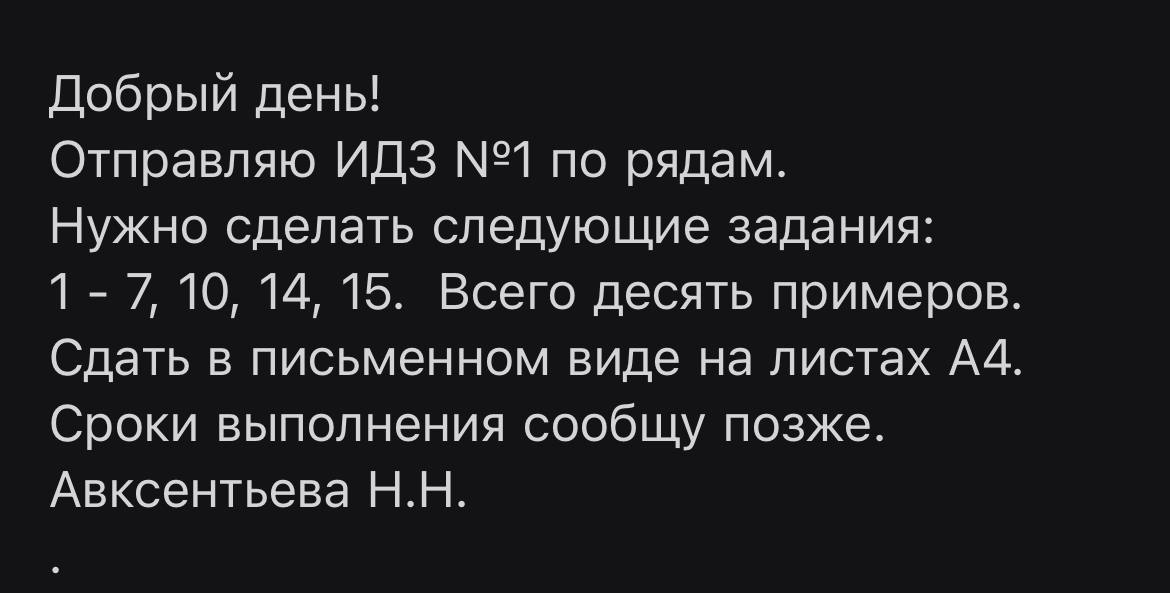 Добрый день!
Отправляю ИДЗ №1 по рядам.
Нужно сделать следующие задания:
1 - 7, 10, 14, 15.  Всего десять примеров.
Сдать в письменном виде на листах А4.
Сроки выполнения сообщу позже.
Авксентьева Н.Н.
.